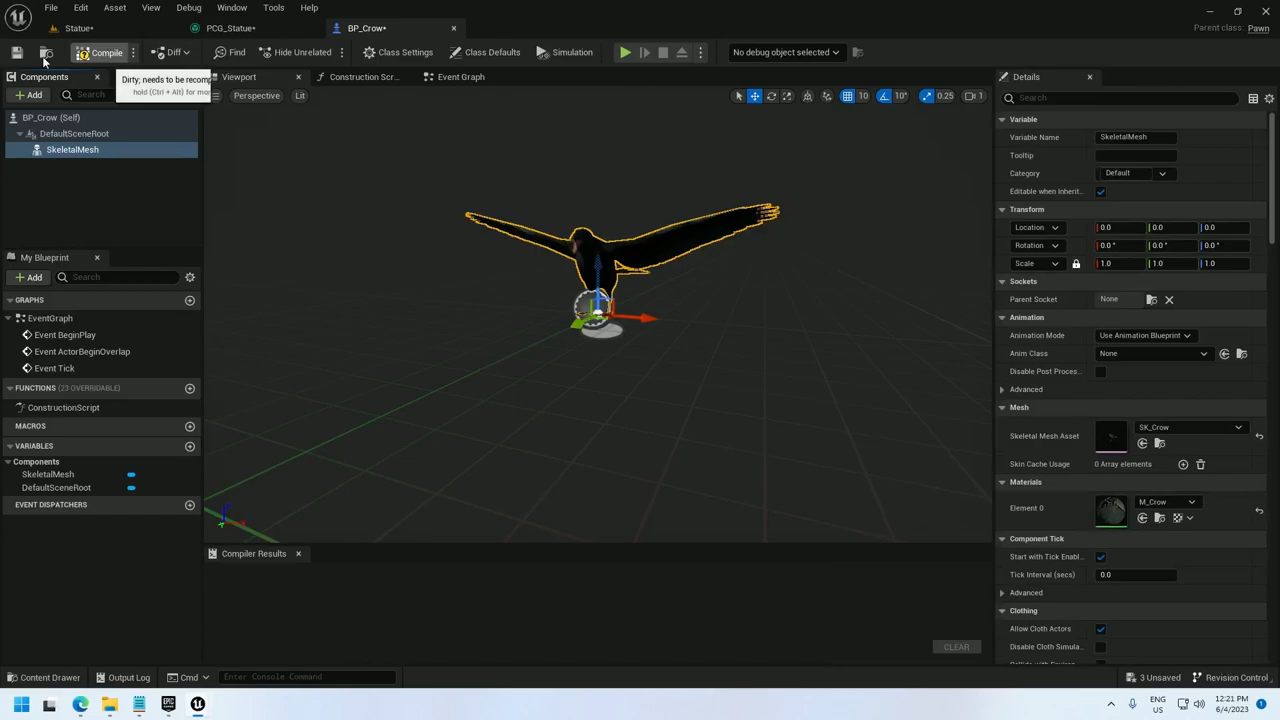 File Edit Asset View Debug Window Tools Help
Statue* PCG_Statue* BP_Crow* Parent class: Pawn
Compile Diff Find Hide Unrelated Class Settings Class Defaults Simulation No debug object selected
Components Viewport Construction Scr... Event Graph Details
Dirty; needs to be recomp
hold (Ctrl + Alt) for mo
Add Search Perspective Lit 10 10° 0.25 1 Search
BP_Crow (Self)
DefaultSceneRoot
SkeletalMesh
My Blueprint
Add Search
GRAPHS
EventGraph
Event BeginPlay
Event ActorBeginOverlap
Event Tick
FUNCTIONS (23 OVERRIDABLE)
ConstructionScript
MACROS
VARIABLES
Components
SkeletalMesh
DefaultSceneRoot
EVENT DISPATCHERS
Compiler Results
CLEAR
Variable
Variable Name SkeletalMesh
Tooltip
Category Default
Editable when Inherit...
Transform
Location 0.0 0.0 0.0
Rotation 0.0 ° 0.0 ° 0.0 °
Scale 1.0 1.0 1.0
Sockets
Parent Socket None
Animation
Animation Mode Use Animation Blueprint
Anim Class None
Disable Post Proces...
Advanced
Mesh
Skeletal Mesh Asset SK_Crow
Skin Cache Usage 0 Array elements
Materials
Element 0 M_Crow
Component Tick
Start with Tick Enabl...
Tick Interval (secs) 0.0
Advanced
Clothing
Allow Cloth Actors
Disable Cloth Simula...
Content Drawer Output Log Cmd Enter Console Command 3 Unsaved Revision Control
EPIC
ENG
US
12:21 PM
6/4/2023
1